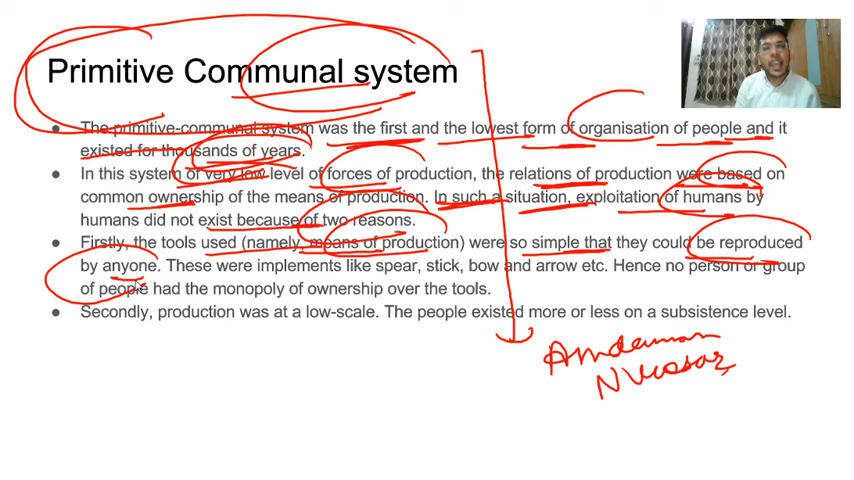 Primitive Communal system
● The primitive-communal system was the first and the lowest form of organisation of people and it
existed for thousands of years.
● In this system of very low level of forces of production, the relations of production were based on
common ownership of the means of production. In such a situation, exploitation of humans by
humans did not exist because of two reasons.
● Firstly, the tools used (namely, means of production) were so simple that they could be reproduced
by anyone. These were implements like spear, stick, bow and arrow etc. Hence no person or group
of people had the monopoly of ownership over the tools.
● Secondly, production was at a low-scale. The people existed more or less on a subsistence level.
Andaman